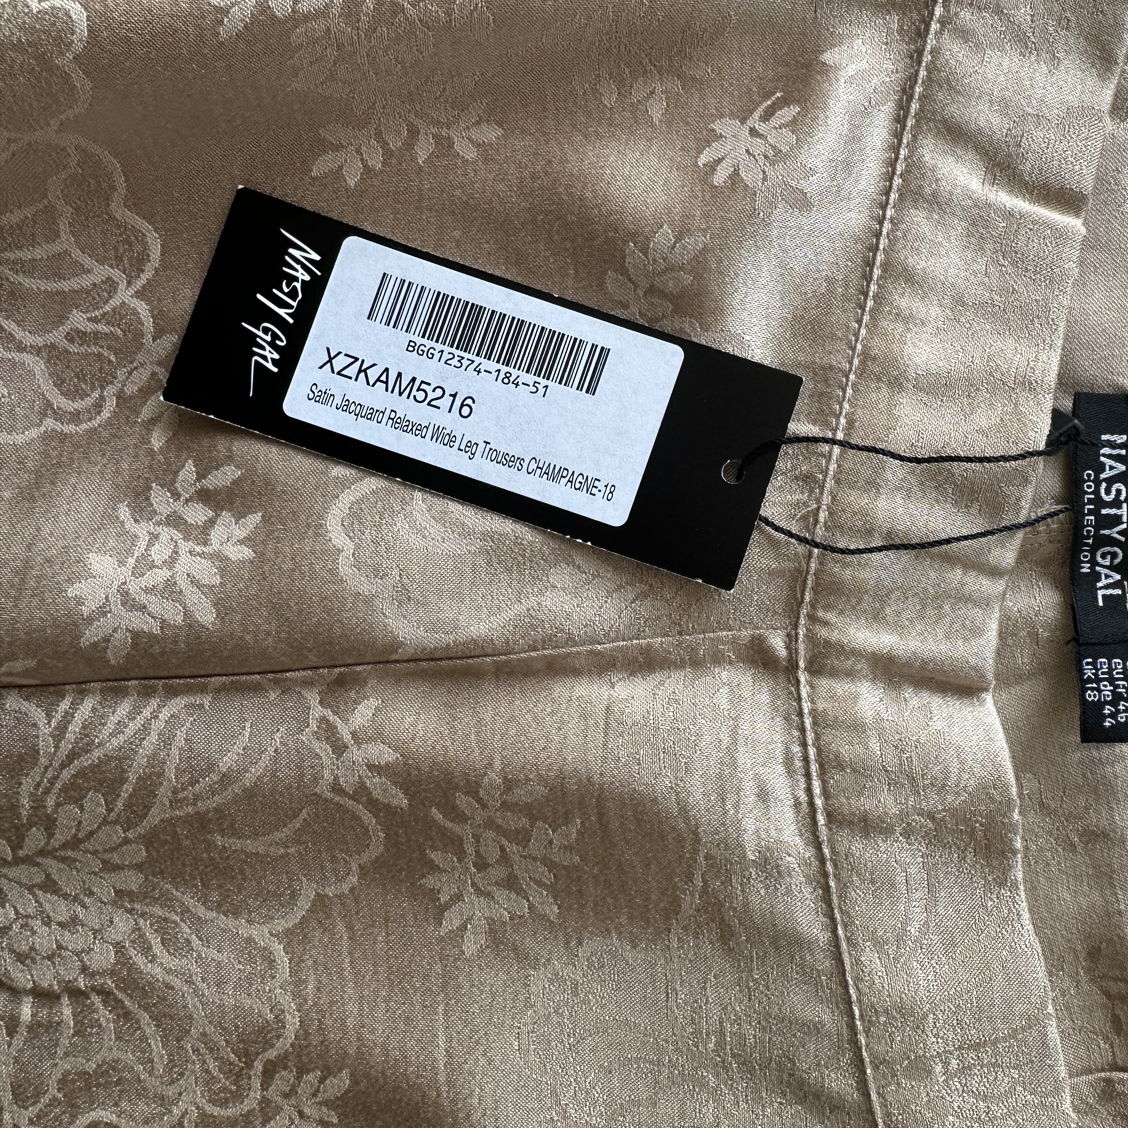 NASTY GAL
BGG12374-184-51
XZKAM5216
Satin Jacquard Relaxed Wide Leg Trousers CHAMPAGNE-18
NASTY GAL
COLLECTION
eu fr 46
eu de 44
uk 18